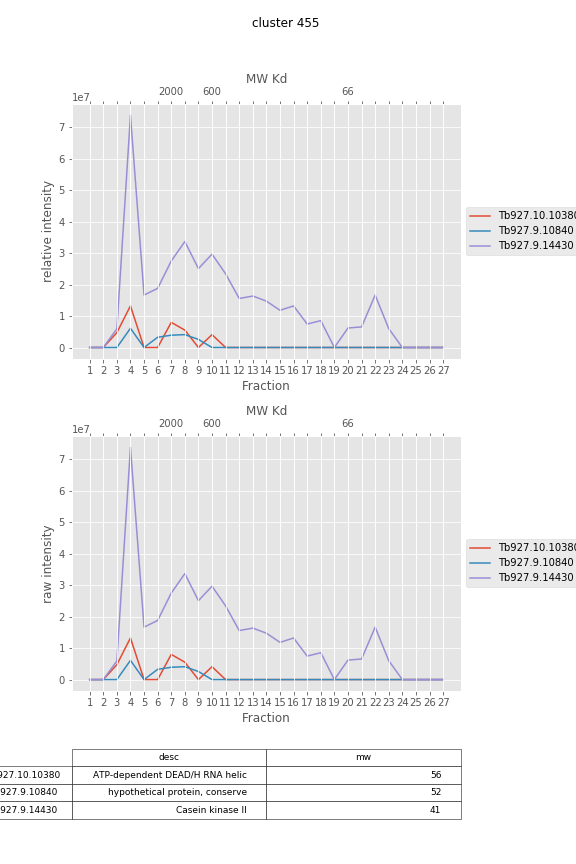 cluster 455
MW Kd
2000 600 66
1e7
7
6
5
4
3
2
1
0
relative intensity
1 2 3 4 5 6 7 8 9 10 11 12 13 14 15 16 17 18 19 20 21 22 23 24 25 26 27
Fraction
Tb927.10.10380
Tb927.9.10840
Tb927.9.14430
MW Kd
2000 600 66
1e7
7
6
5
4
3
2
1
0
raw intensity
1 2 3 4 5 6 7 8 9 10 11 12 13 14 15 16 17 18 19 20 21 22 23 24 25 26 27
Fraction
Tb927.10.10380
Tb927.9.10840
Tb927.9.14430
desc mw
927.10.10380 ATP-dependent DEAD/H RNA helic 56
927.9.10840 hypothetical protein, conserve 52
927.9.14430 Casein kinase II 41